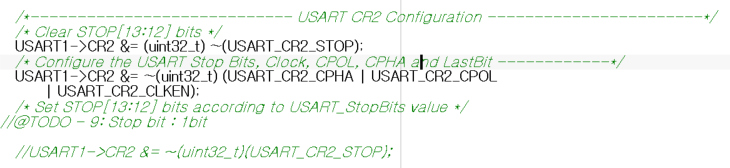 /*---------------------------- USART CR2 Configuration -----------------------*/
/* Clear STOP[13:12] bits */
USART1->CR2 &= (uint32_t) ~(USART_CR2_STOP);
/* Configure the USART Stop Bits, Clock, CPOL, CPHA and LastBit ------------*/
USART1->CR2 &= ~(uint32_t) (USART_CR2_CPHA | USART_CR2_CPOL
| USART_CR2_CLKEN);
/* Set STOP[13:12] bits according to USART_StopBits value */
//@TODO - 9: Stop bit : 1bit
//USART1->CR2 &= ~(uint32_t)(USART_CR2_STOP);